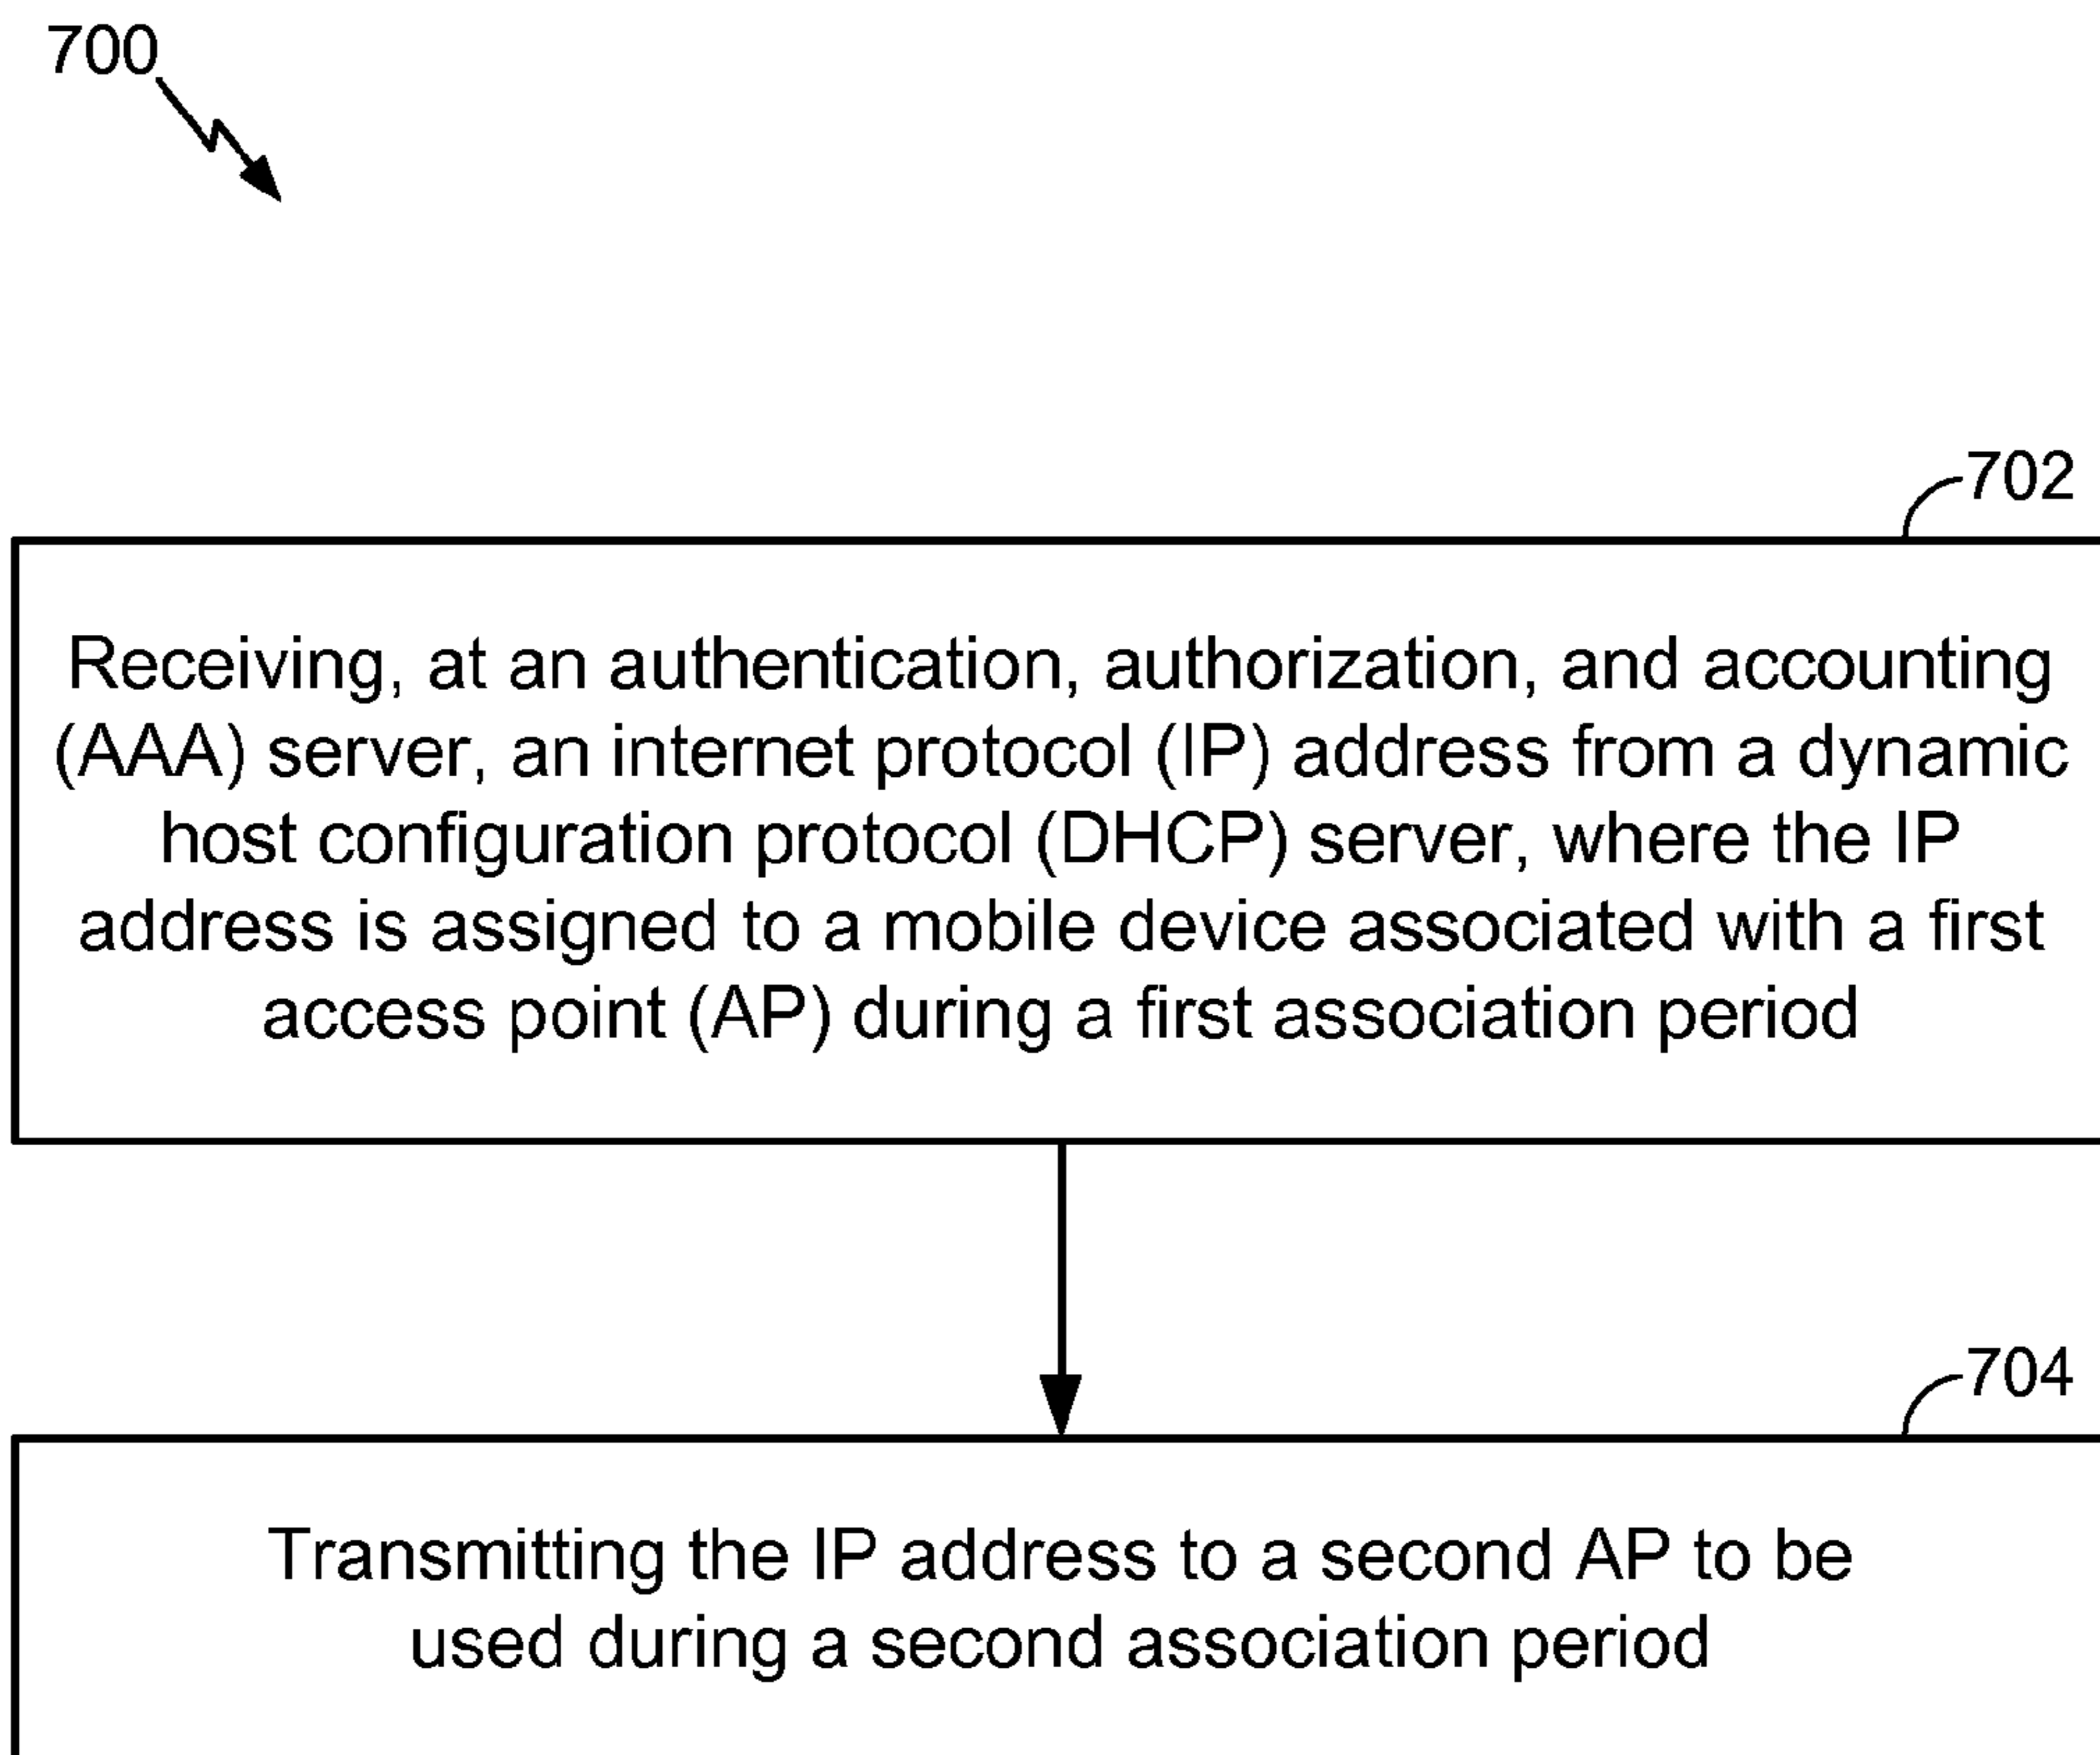 700
702
Receiving, at an authentication, authorization, and accounting
(AAA) server, an internet protocol (IP) address from a dynamic
host configuration protocol (DHCP) server, where the IP
address is assigned to a mobile device associated with a first
access point (AP) during a first association period
704
Transmitting the IP address to a second AP to be
used during a second association period